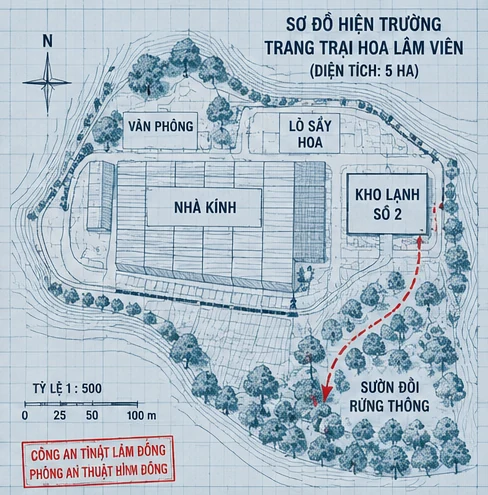 SƠ ĐỒ HIỆN TRƯỜNG
TRANG TRẠI HOA LÂM VIÊN
(DIỆN TÍCH: 5 HA)
N
VĂN PHÒNG
LÒ SẤY
HOA
NHÀ KÍNH
KHO LẠNH
SỐ 2
SƯỜN ĐỒI
RỪNG THÔNG
TỶ LỆ 1 : 500
0 25 50 100 m
CÔNG AN TỈNẬT LÂM ĐỒNG
PHÒNG AN THUẬT HÌNH ĐÔNG